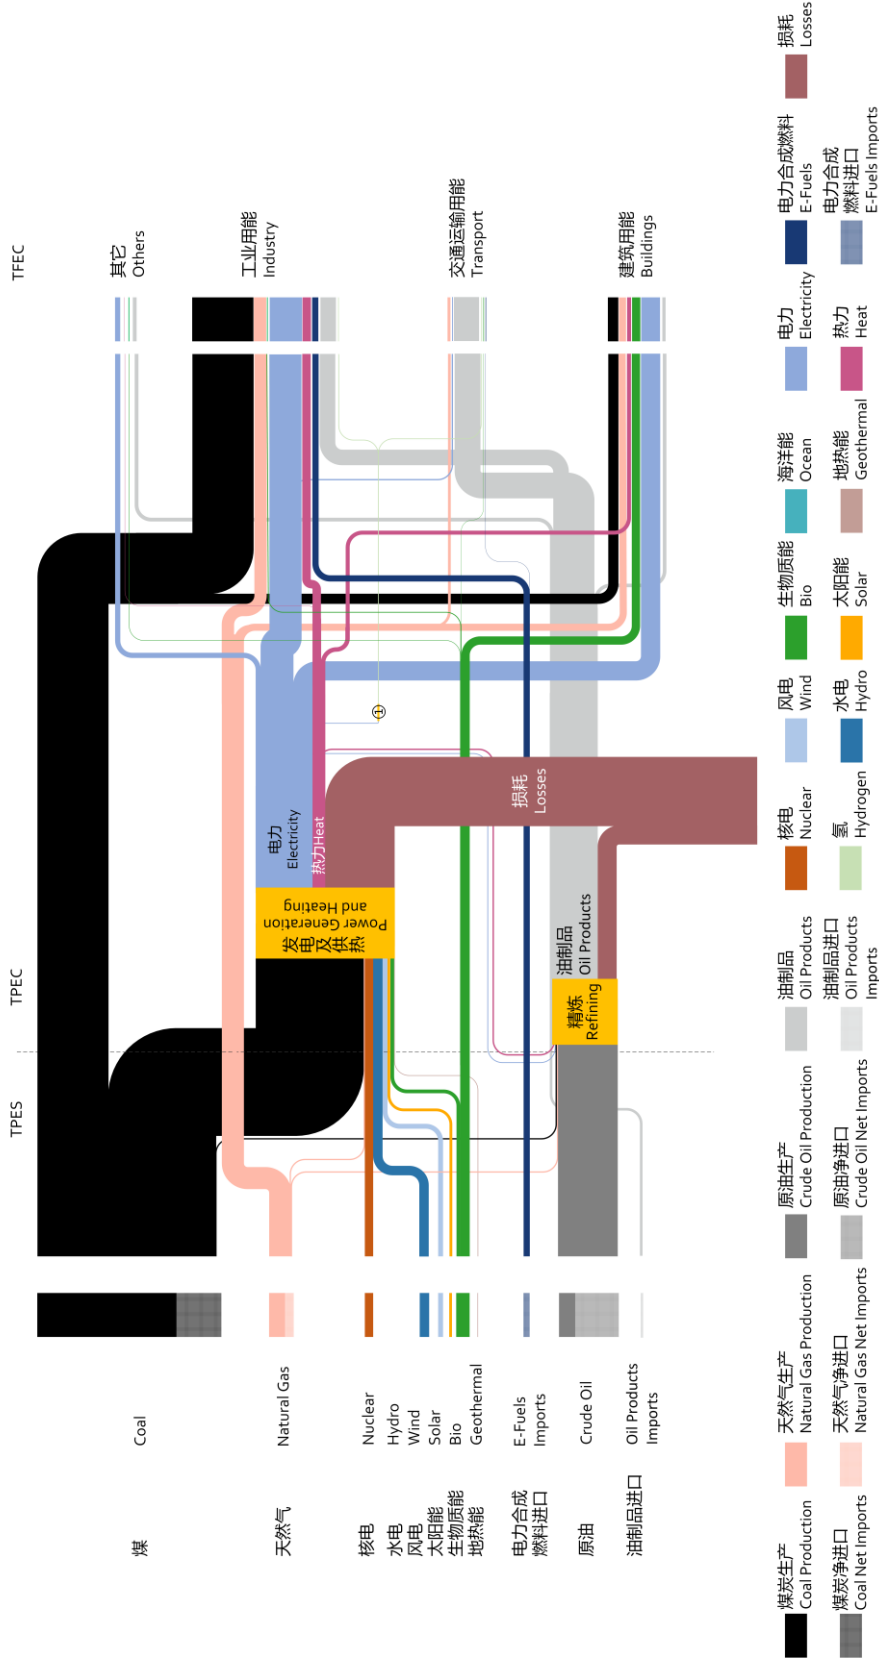 TPES
TPEC
TFEC
煤
Coal
天然气
Natural Gas
核电
Nuclear
水电
Hydro
风电
Wind
太阳能
Solar
生物质能
Bio
地热能
Geothermal
电力合成
燃料进口
E-Fuels
Imports
原油
Crude Oil
油制品进口
Oil Products
Imports
发电
及供
热
Power Generation
and Heating
精炼
Refining
电力
Electricity
热力Heat
油制品
Oil Products
损耗
Losses
①
其它
Others
工业用能
Industry
交通运输用能
Transport
建筑用能
Buildings
煤炭生产
Coal Production
天然气生产
Natural Gas Production
原油生产
Crude Oil Production
油制品
Oil Products
核电
Nuclear
风电
Wind
生物质能
Bio
海洋能
Ocean
电力
Electricity
电力合成燃料
E-Fuels
损耗
Losses
煤炭净进口
Coal Net Imports
天然气净进口
Natural Gas Net Imports
原油净进口
Crude Oil Net Imports
油制品进口
Oil Products
Imports
氢
Hydrogen
水电
Hydro
太阳能
Solar
地热能
Geothermal
热力
Heat
电力合成
燃料进口
E-Fuels Imports